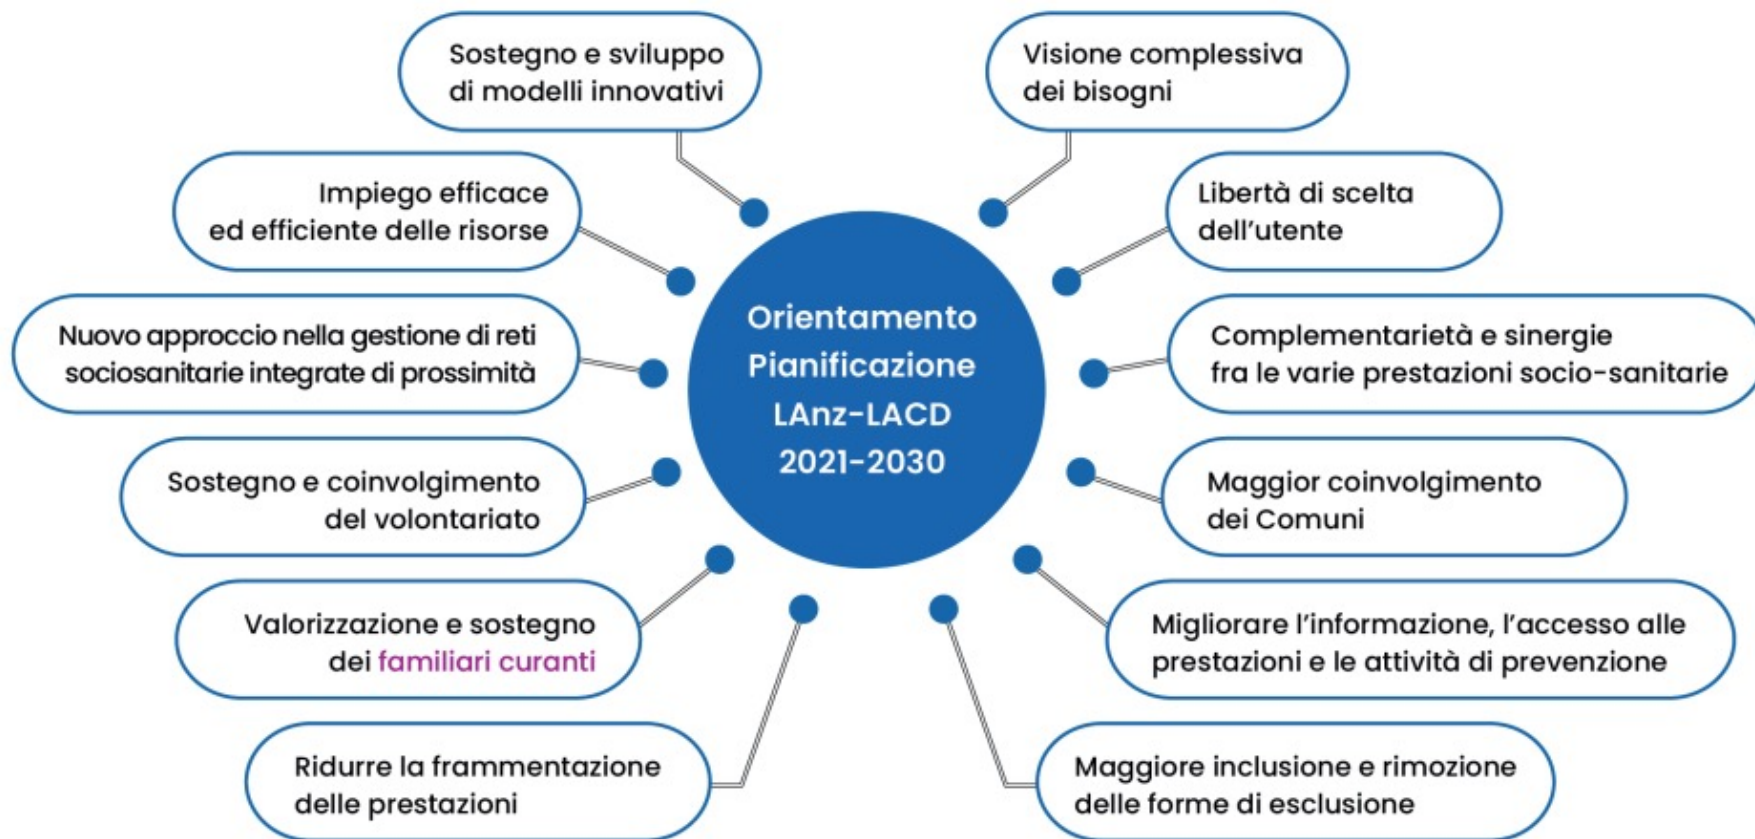 Sostegno e sviluppo
di modelli innovativi
Visione complessiva
dei bisogni
Impiego efficace
ed efficiente delle risorse
Libertà di scelta
dell'utente
Nuovo approccio nella gestione di reti
sociosanitarie integrate di prossimità
Orientamento
Pianificazione
LAnz-LACD
2021-2030
Complementarietà e sinergie
fra le varie prestazioni socio-sanitarie
Sostegno e coinvolgimento
del volontariato
Maggior coinvolgimento
dei Comuni
Valorizzazione e sostegno
dei familiari curanti
Migliorare l'informazione, l'accesso alle
prestazioni e le attività di prevenzione
Ridurre la frammentazione
delle prestazioni
Maggiore inclusione e rimozione
delle forme di esclusione